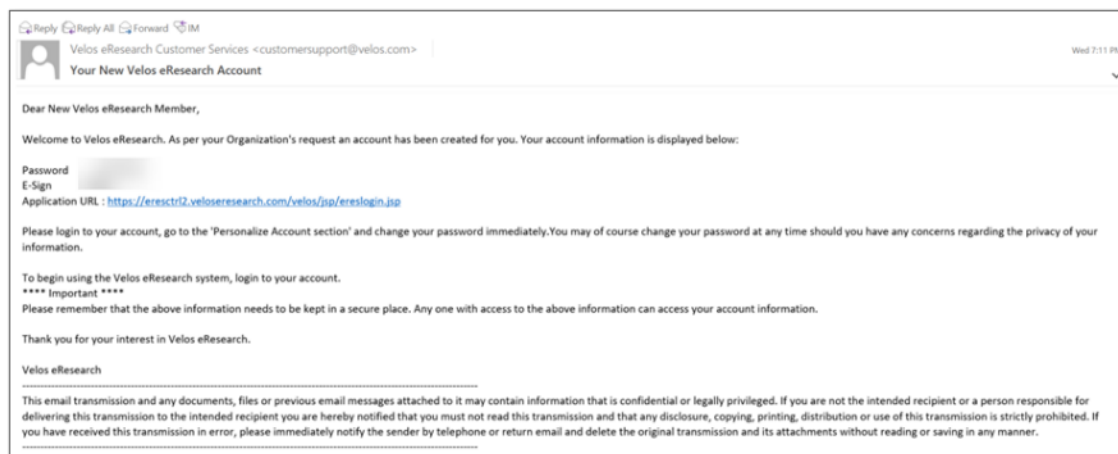 Reply Reply All Forward IM
Velos eResearch Customer Services <customersupport@velos.com>
Wed 7:11 PM
Your New Velos eResearch Account
Dear New Velos eResearch Member,
Welcome to Velos eResearch. As per your Organization's request an account has been created for you. Your account information is displayed below:
Password
E-Sign
Application URL : https://eresctrl2.veloseresearch.com/velos/jsp/ereslogin.jsp
Please login to your account, go to the 'Personalize Account section' and change your password immediately.You may of course change your password at any time should you have any concerns regarding the privacy of your
information.
To begin using the Velos eResearch system, login to your account.
**** Important ****
Please remember that the above information needs to be kept in a secure place. Any one with access to the above information can access your account information.
Thank you for your interest in Velos eResearch.
Velos eResearch
This email transmission and any documents, files or previous email messages attached to it may contain information that is confidential or legally privileged. If you are not the intended recipient or a person responsible for
delivering this transmission to the intended recipient you are hereby notified that you must not read this transmission and that any disclosure, copying, printing, distribution or use of this transmission is strictly prohibited. If
you have received this transmission in error, please immediately notify the sender by telephone or return email and delete the original transmission and its attachments without reading or saving in any manner.